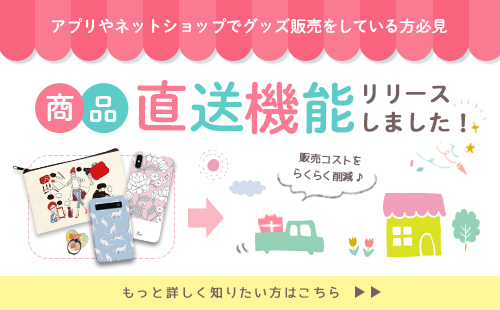 アプリやネットショップでグッズ販売をしている方必見
商品直送機能リリース
しました！
販売コストを
らくらく削減♪
もっと詳しく知りたい方はこちら ▶▶